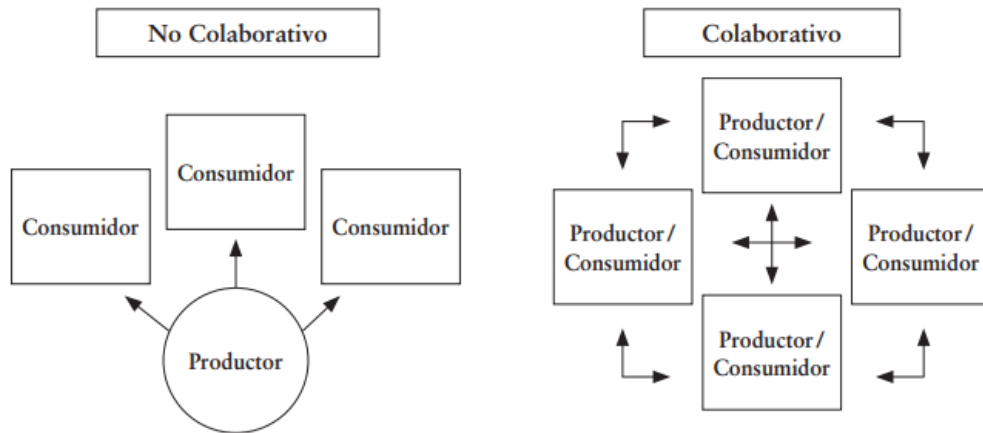 No Colaborativo
Consumidor
Consumidor
Consumidor
Productor
Colaborativo
Productor/
Consumidor
Productor/
Consumidor
Productor/
Consumidor
Productor/
Consumidor